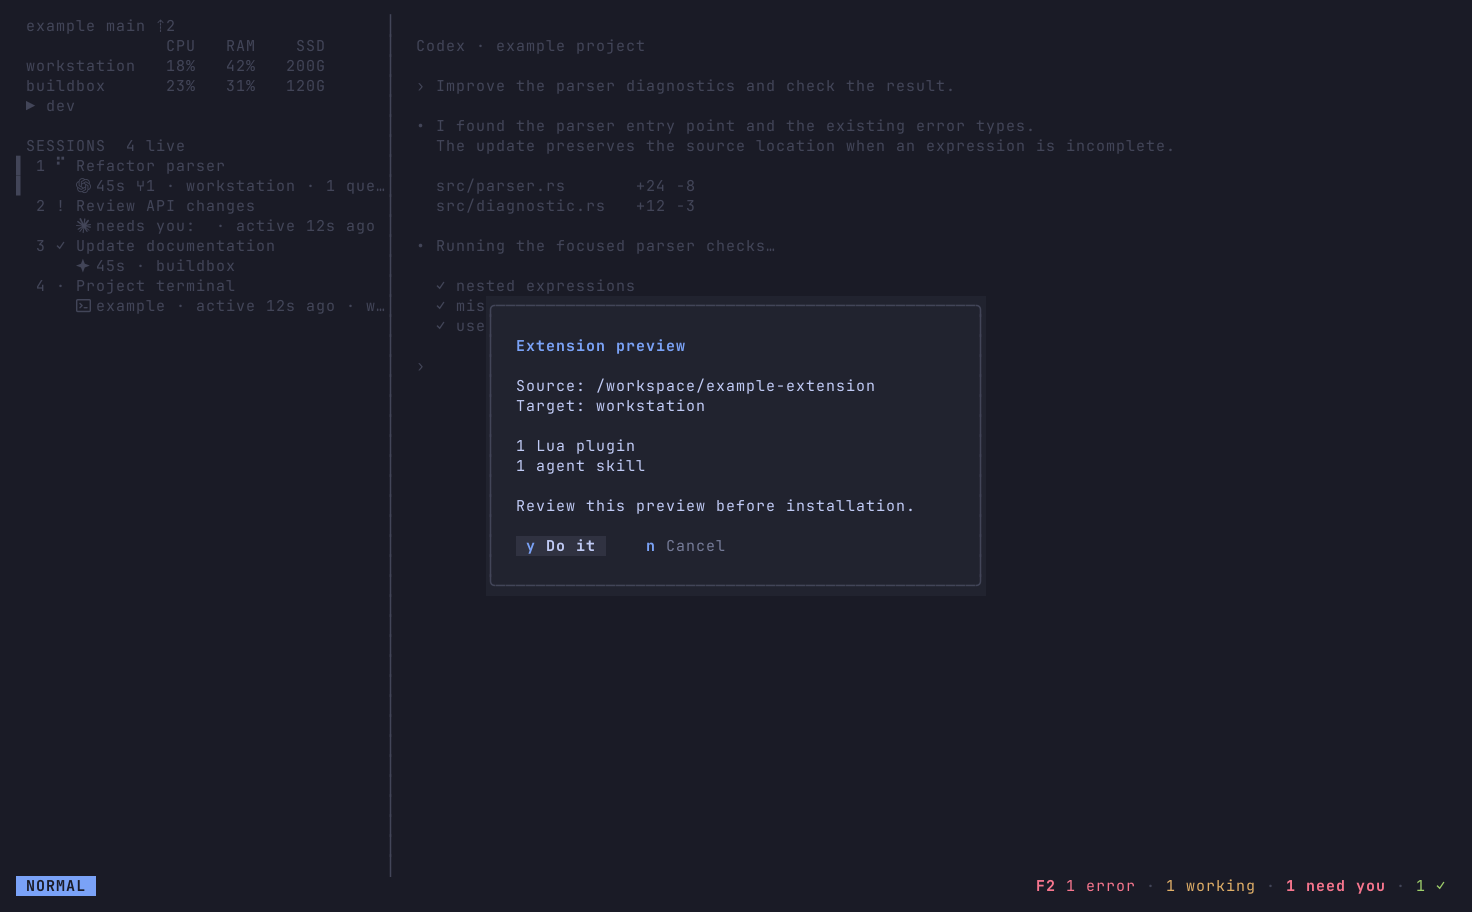 example main ↑2
CPU RAM SSD
workstation 18% 42% 200G
buildbox 23% 31% 120G
▶ dev
SESSIONS 4 live
1 Refactor parser
45s Ψ1 · workstation · 1 que…
2 ! Review API changes
needs you: · active 12s ago
3 ✓ Update documentation
45s · buildbox
4 · Project terminal
example · active 12s ago · w…
Codex · example project
› Improve the parser diagnostics and check the result.
• I found the parser entry point and the existing error types.
The update preserves the source location when an expression is incomplete.
src/parser.rs +24 -8
src/diagnostic.rs +12 -3
• Running the focused parser checks…
✓ nested expressions
✓ mis
✓ use
›
Extension preview
Source: /workspace/example-extension
Target: workstation
1 Lua plugin
1 agent skill
Review this preview before installation.
y Do it n Cancel
NORMAL
F2 1 error · 1 working · 1 need you · 1 ✓